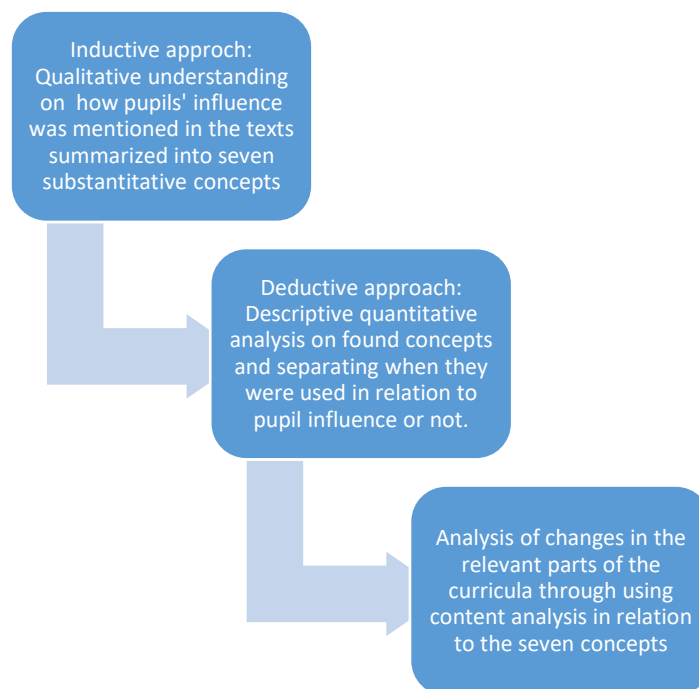 Inductive approch:
Qualitative understanding
on how pupils' influence
was mentioned in the texts
summarized into seven
substantitative concepts
Deductive approach:
Descriptive quantitative
analysis on found concepts
and separating when they
were used in relation to
pupil influence or not.
Analysis of changes in the
relevant parts of the
curricula through using
content analysis in relation
to the seven concepts